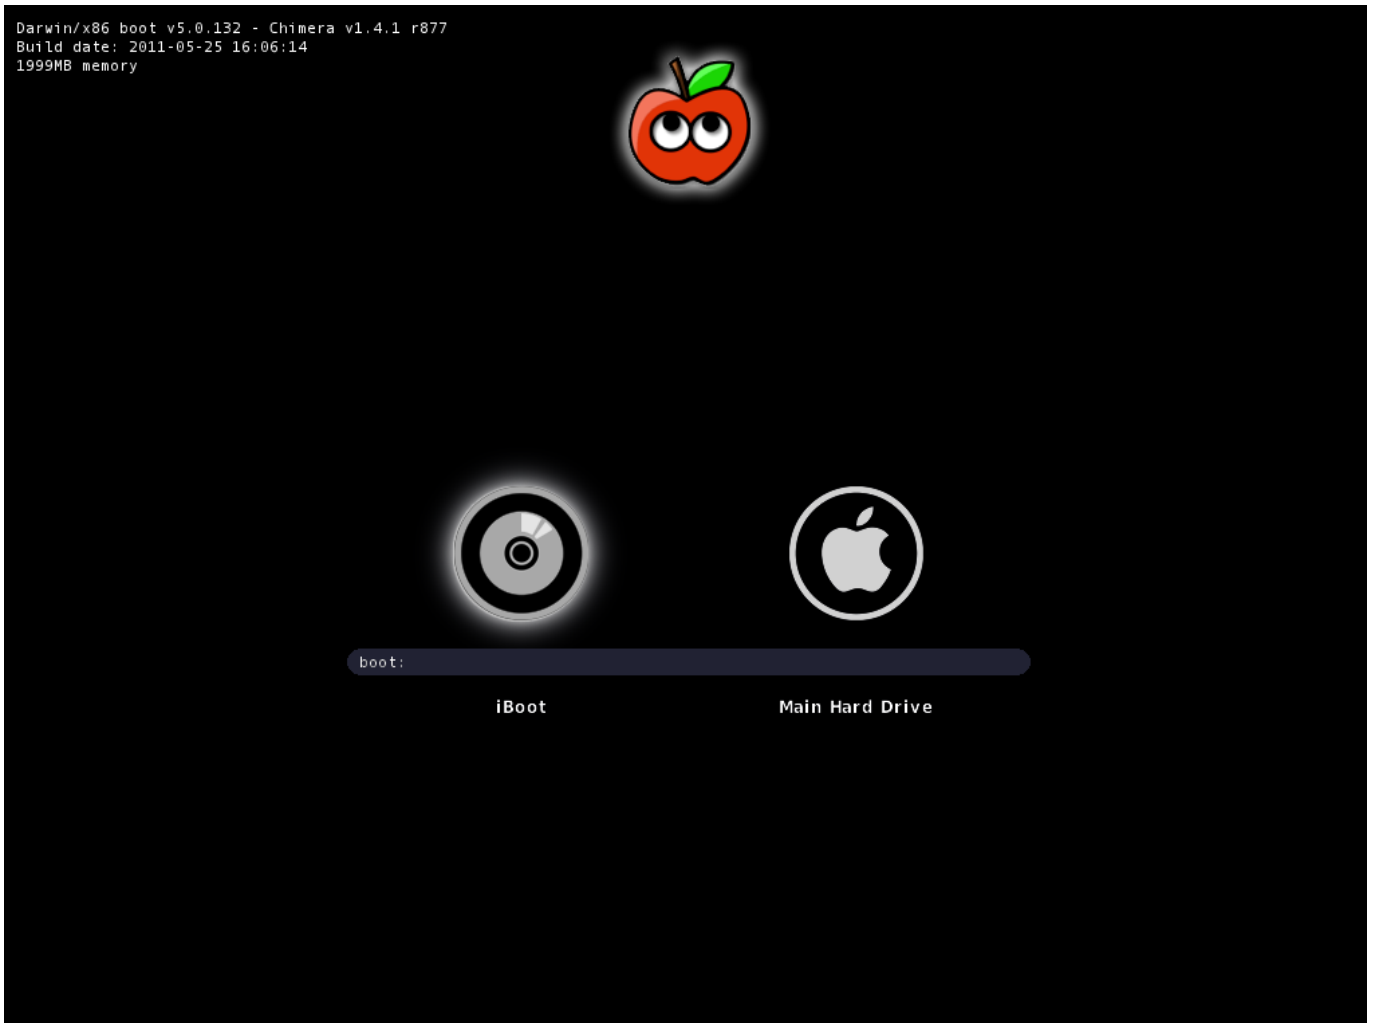 Darwin/x86 boot v5.0.132 - Chimera v1.4.1 r877
Build date: 2011-05-25 16:06:14
1999MB memory
boot:
iBoot
Main Hard Drive